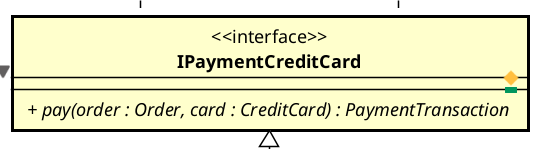 <<interface>>
IPaymentCreditCard
+ pay(order : Order, card : CreditCard) : PaymentTransaction